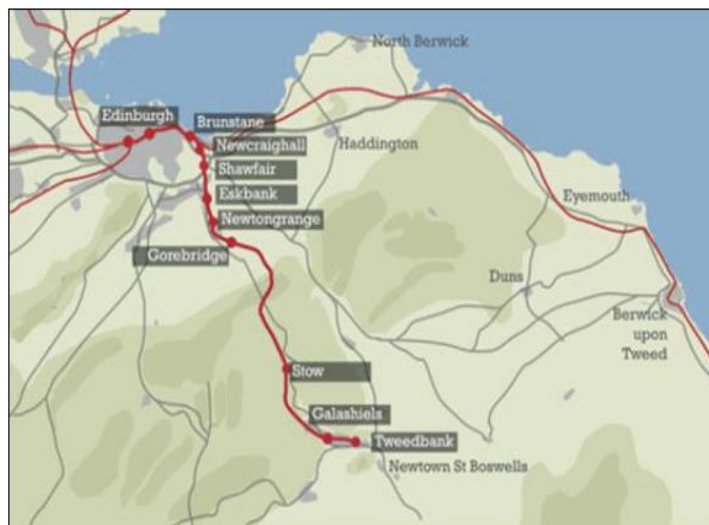 North Berwick
Edinburgh
Brunstane
Newcraighall
Haddington
Shawfair
Eskbank
Eyemouth
Newtongrange
Gorebridge
Duns
Berwick
upon
Tweed
Stow
Galashiels
Tweedbank
Newtown St Boswells